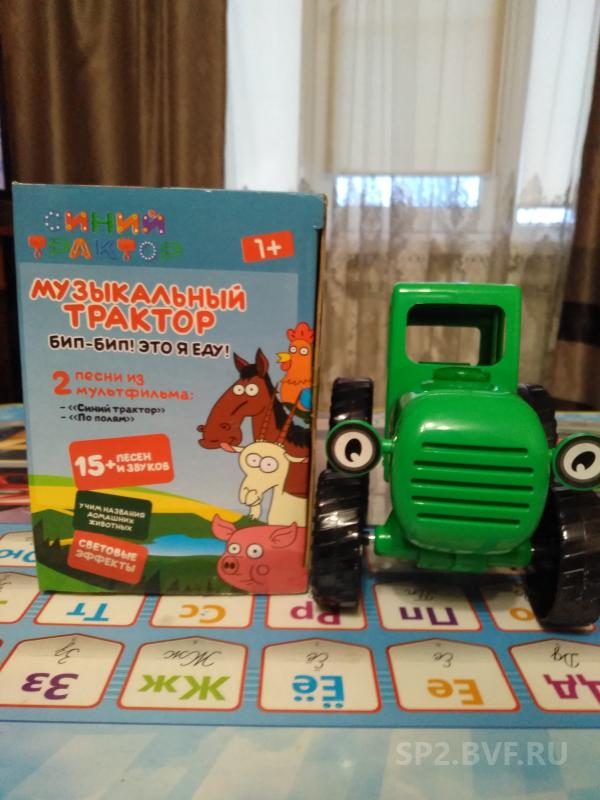 СИНИЙ
ТРАКТОР
1+
МУЗЫКАЛЬНЫЙ
ТРАКТОР
БИП-БИП! ЭТО Я ЕДУ!
2 ПЕСНИ ИЗ
МУЛЬТФИЛЬМА:
- «Синий трактор»
- «По полям»
15+ ПЕСЕН
И ЗВУКОВ
УЧИМ НАЗВАНИЯ
ДОМАШНИХ
ЖИВОТНЫХ
СВЕТОВЫЕ
ЭФФЕКТЫ
Тт Сс Рр Пп О
Зз Жж Ёё Ее Дд
SP2.BVF.RU